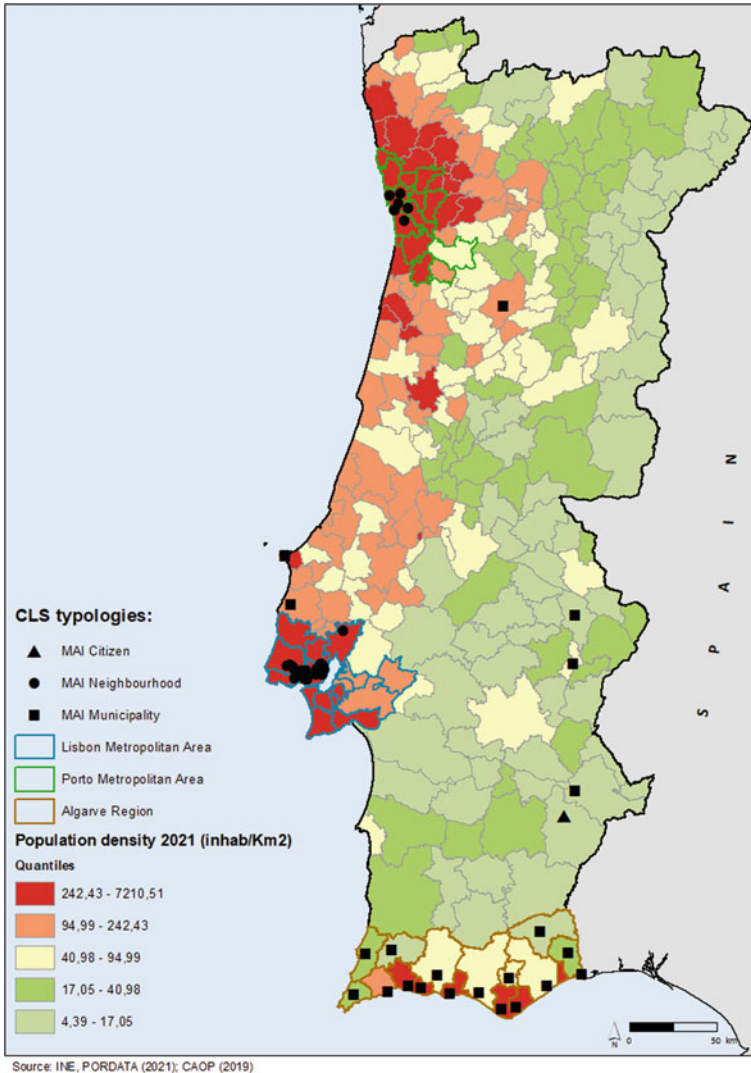 SPAIN
CLS typologies:
MAI Citizen
MAI Neighbourhood
MAI Municipality
Lisbon Metropolitan Area
Porto Metropolitan Area
Algarve Region
Population density 2021 (inhab/Km2)
Quantiles
242,43 - 7210,51
94,99 - 242,43
40,98 - 94,99
17,05 - 40,98
4,39 - 17,05
N
0 50 km
Source: INE, PORDATA (2021); CAOP (2019)